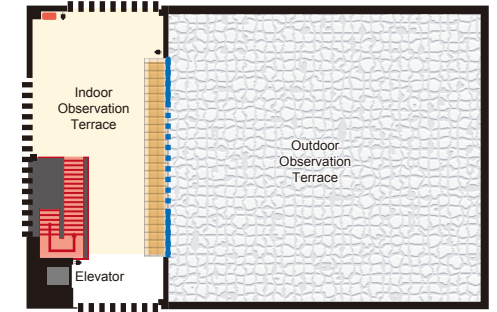 Indoor
Observation
Terrace
Outdoor
Observation
Terrace
Elevator